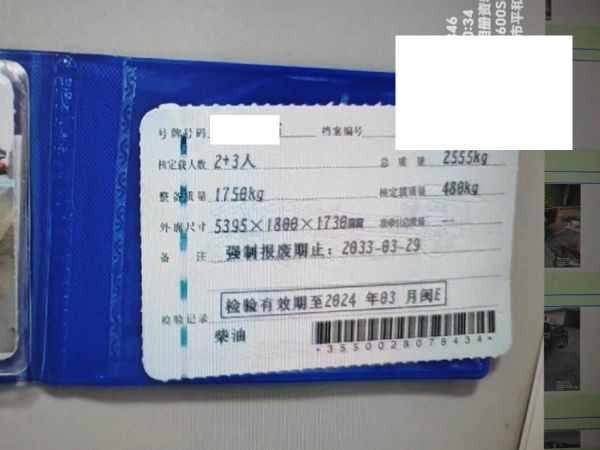 号牌号码 档案编号
核定载人数 2+3人 总质量 2555kg
整备质量 1750kg 核定载质量 480kg
外廓尺寸 5395×1800×1730 准牵引总质量
备注 强制报废期止：2033-03-29
检验有效期至2024年03月闽E
检验记录
柴油
*3550028078434*